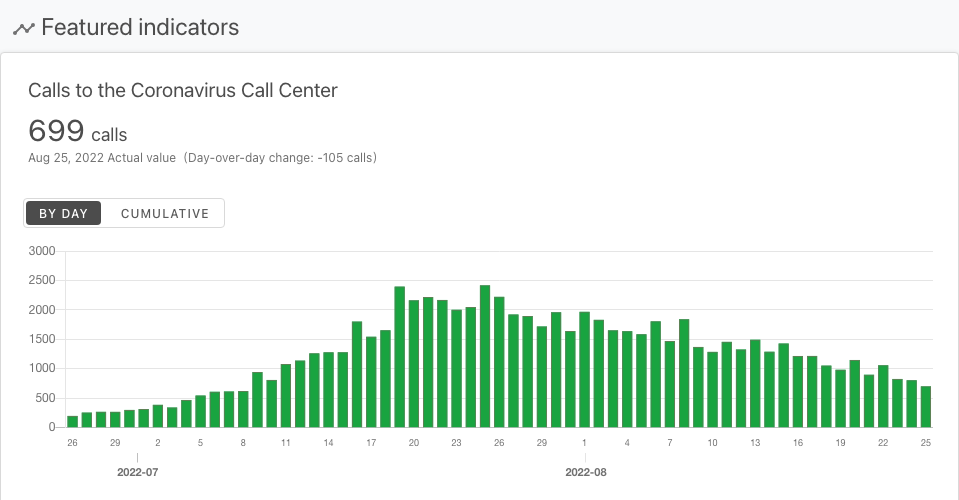 Featured indicators
Calls to the Coronavirus Call Center
699 calls
Aug 25, 2022 Actual value (Day-over-day change: -105 calls)
BY DAY CUMULATIVE
3000
2500
2000
1500
1000
500
0
26 29 2 5 8 11 14 17 20 23 26 29 1 4 7 10 13 16 19 22 25
2022-07 2022-08